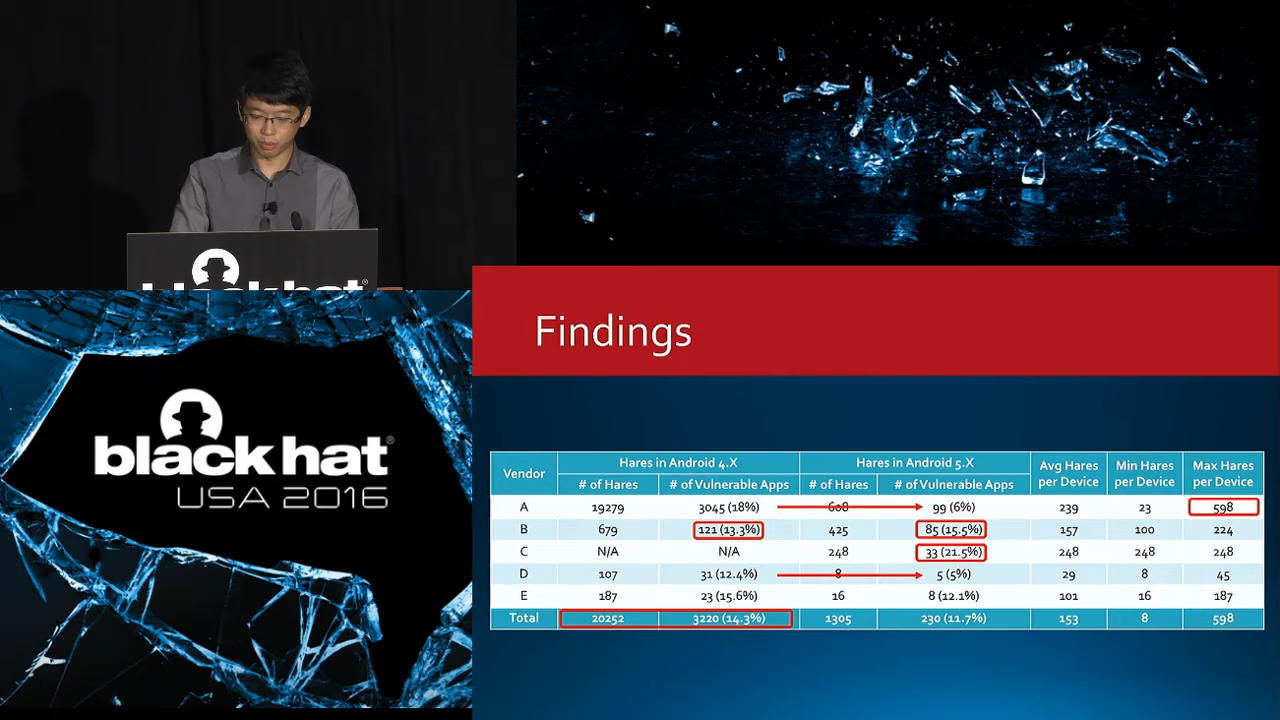 black hat®
black hat®
USA 2016
Findings
Vendor | Hares in Android 4.X | Hares in Android 5.X | Avg Hares per Device | Min Hares per Device | Max Hares per Device
# of Hares | # of Vulnerable Apps | # of Hares | # of Vulnerable Apps
A | 19279 | 3045 (18%) | 608 | 99 (6%) | 239 | 23 | 598
B | 679 | 121 (13.3%) | 425 | 85 (15.5%) | 157 | 100 | 224
C | N/A | N/A | 248 | 33 (21.5%) | 248 | 248 | 248
D | 107 | 31 (12.4%) | 8 | 5 (5%) | 29 | 8 | 45
E | 187 | 23 (15.6%) | 16 | 8 (12.1%) | 101 | 16 | 187
Total | 20252 | 3220 (14.3%) | 1305 | 230 (11.7%) | 153 | 8 | 598